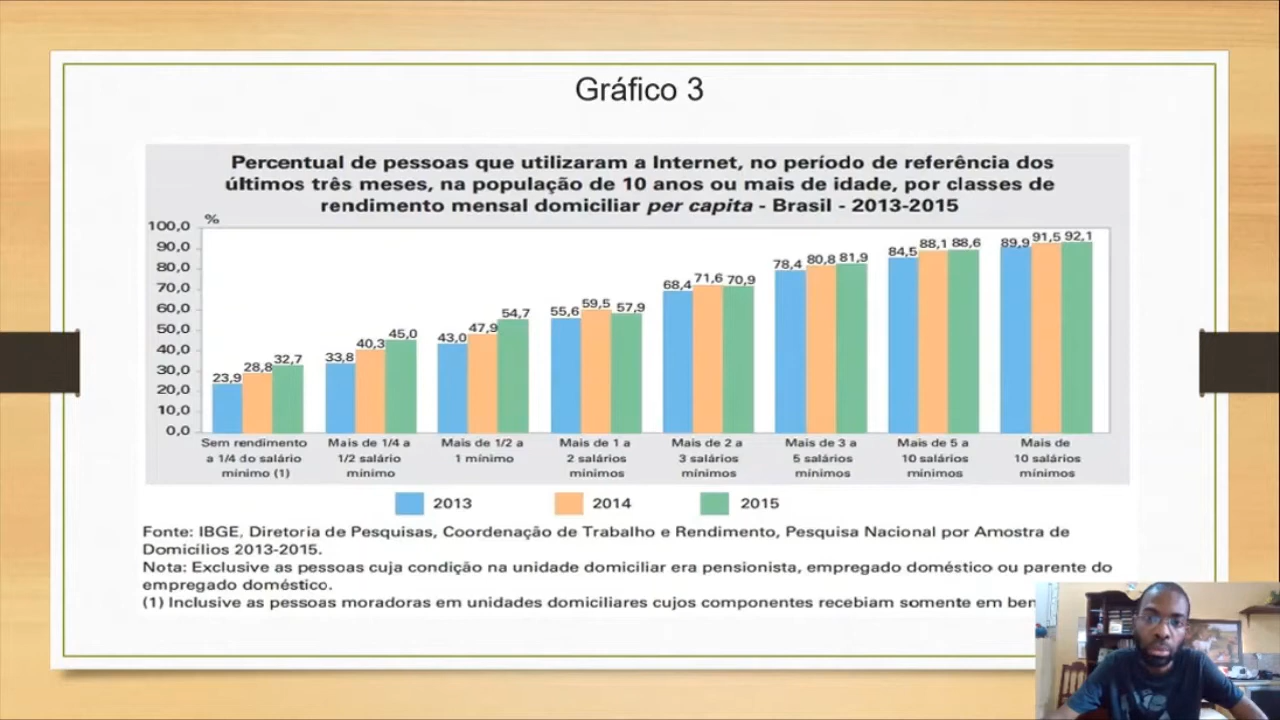 Gráfico 3
Percentual de pessoas que utilizaram a Internet, no período de referência dos
últimos três meses, na população de 10 anos ou mais de idade, por classes de
rendimento mensal domiciliar per capita - Brasil - 2013-2015
%
100,0
90,0
80,0
70,0
60,0
50,0
40,0
30,0
20,0
10,0
0,0
23,9 28,8 32,7
33,8 40,3 45,0
43,0 47,9 54,7
55,6 59,5 57,9
68,4 71,6 70,9
78,4 80,8 81,9
84,5 88,1 88,6
89,9 91,5 92,1
Sem rendimento
a 1/4 do salário
mínimo (1)
Mais de 1/4 a
1/2 salário
mínimo
Mais de 1/2 a
1 mínimo
Mais de 1 a
2 salários
mínimos
Mais de 2 a
3 salários
mínimos
Mais de 3 a
5 salários
mínimos
Mais de 5 a
10 salários
mínimos
Mais de
10 salários
mínimos
2013 2014 2015
Fonte: IBGE, Diretoria de Pesquisas, Coordenação de Trabalho e Rendimento, Pesquisa Nacional por Amostra de
Domicílios 2013-2015.
Nota: Exclusive as pessoas cuja condição na unidade domiciliar era pensionista, empregado doméstico ou parente do
empregado doméstico.
(1) Inclusive as pessoas moradoras em unidades domiciliares cujos componentes recebiam somente em